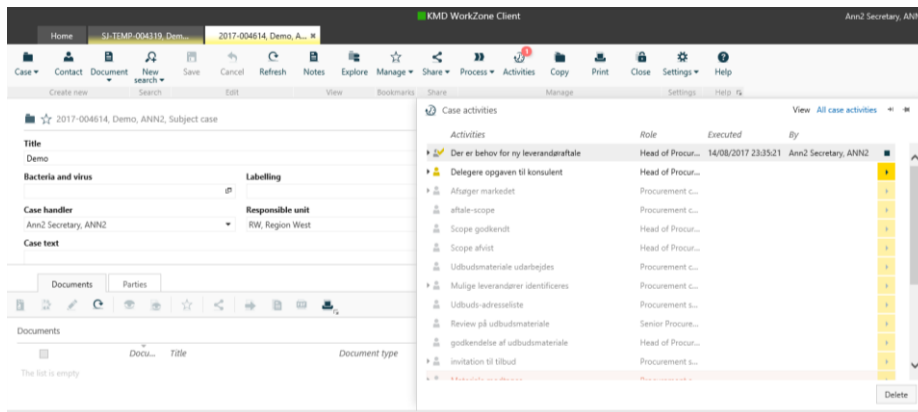 KMD WorkZone Client
Ann2 Secretary, ANN
Home SJ-TEMP-004319, Dem... 2017-004614, Demo, A...
1
Case Contact Document New search Save Cancel Refresh Notes Explore Manage Share Process Activities Copy Print Close Settings Help
Create new Search Edit View Bookmarks Share Manage Settings Help
2017-004614, Demo, ANN2, Subject case
Title
Demo
Bacteria and virus Labelling
Case handler Responsible unit
Ann2 Secretary, ANN2 RW, Region West
Case text
Documents Parties
Documents
Docu... Title Document type
The list is empty
Case activities View All case activities
Activities Role Executed By
Der er behov for ny leverandøraftale Head of Procur... 14/08/2017 23:35:21 Ann2 Secretary, ANN2
Delegere opgaven til konsulent Head of Procur...
Afsøger markedet Procurement c...
aftale-scope Procurement c...
Scope godkendt Head of Procur...
Scope afvist Head of Procur...
Udbudsmateriale udarbejdes Procurement c...
Mulige leverandører identificeres Procurement c...
Udbuds-adresseliste Procurement s...
Review på udbudsmateriale Senior Procure...
godkendelse af udbudsmateriale Head of Procur...
invitation til tilbud Procurement s...
Delete